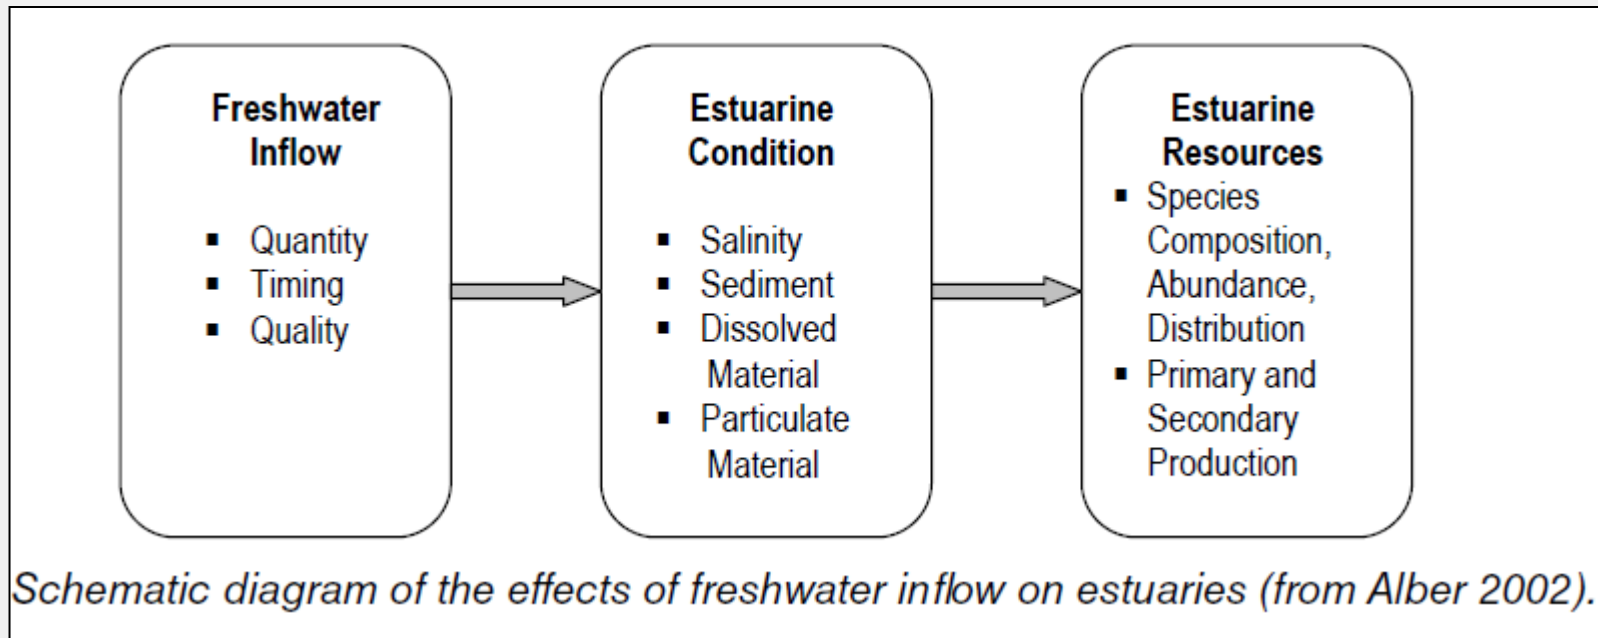 Freshwater
Inflow
▪ Quantity
▪ Timing
▪ Quality
Estuarine
Condition
▪ Salinity
▪ Sediment
▪ Dissolved
Material
▪ Particulate
Material
Estuarine
Resources
▪ Species
Composition,
Abundance,
Distribution
▪ Primary and
Secondary
Production
Schematic diagram of the effects of freshwater inflow on estuaries (from Alber 2002).